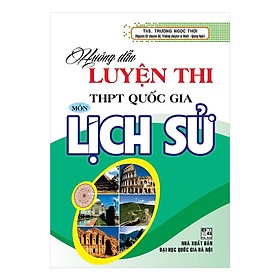 THS. TRƯƠNG NGỌC THƠI
Hướng dẫn
LUYỆN THI
THPT QUỐC GIA
MÔN
LỊCH SỬ
NHÀ XUẤT BẢN
ĐẠI HỌC QUỐC GIA HÀ NỘI